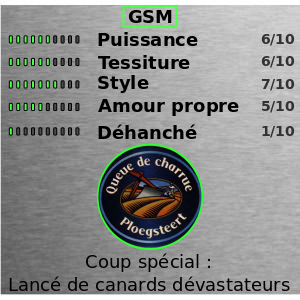 GSM
Puissance 6/10
Tessiture 6/10
Style 7/10
Amour propre 5/10
Déhanché 1/10
Queue de charrue
Ploegsteert
Coup spécial :
Lancé de canards dévastateurs